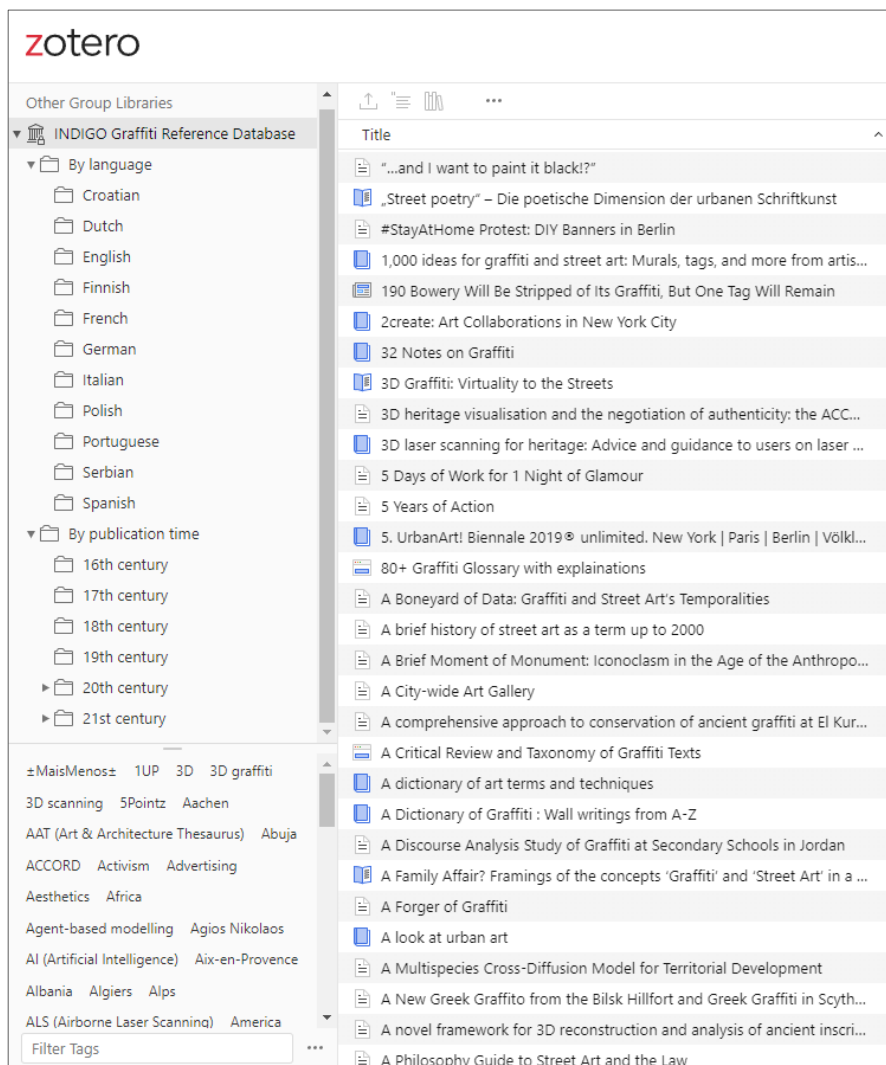 zotero
Other Group Libraries
INDIGO Graffiti Reference Database
By language
Croatian
Dutch
English
Finnish
French
German
Italian
Polish
Portuguese
Serbian
Spanish
By publication time
16th century
17th century
18th century
19th century
20th century
21st century
±MaisMenos± 1UP 3D 3D graffiti
3D scanning 5Pointz Aachen
AAT (Art & Architecture Thesaurus) Abuja
ACCORD Activism Advertising
Aesthetics Africa
Agent-based modelling Agios Nikolaos
AI (Artificial Intelligence) Aix-en-Provence
Albania Algiers Alps
ALS (Airborne Laser Scanning) America
Filter Tags
Title
“...and I want to paint it black!?”
„Street poetry“ – Die poetische Dimension der urbanen Schriftkunst
#StayAtHome Protest: DIY Banners in Berlin
1,000 ideas for graffiti and street art: Murals, tags, and more from artis...
190 Bowery Will Be Stripped of Its Graffiti, But One Tag Will Remain
2create: Art Collaborations in New York City
32 Notes on Graffiti
3D Graffiti: Virtuality to the Streets
3D heritage visualisation and the negotiation of authenticity: the ACC...
3D laser scanning for heritage: Advice and guidance to users on laser ...
5 Days of Work for 1 Night of Glamour
5 Years of Action
5. UrbanArt! Biennale 2019® unlimited. New York | Paris | Berlin | Völkl...
80+ Graffiti Glossary with explainations
A Boneyard of Data: Graffiti and Street Art’s Temporalities
A brief history of street art as a term up to 2000
A Brief Moment of Monument: Iconoclasm in the Age of the Anthropo...
A City-wide Art Gallery
A comprehensive approach to conservation of ancient graffiti at El Kur...
A Critical Review and Taxonomy of Graffiti Texts
A dictionary of art terms and techniques
A Dictionary of Graffiti : Wall writings from A-Z
A Discourse Analysis Study of Graffiti at Secondary Schools in Jordan
A Family Affair? Framings of the concepts ‘Graffiti’ and ‘Street Art’ in a ...
A Forger of Graffiti
A look at urban art
A Multispecies Cross-Diffusion Model for Territorial Development
A New Greek Graffito from the Bilsk Hillfort and Greek Graffiti in Scyth...
A novel framework for 3D reconstruction and analysis of ancient inscri...
A Philosophy Guide to Street Art and the Law